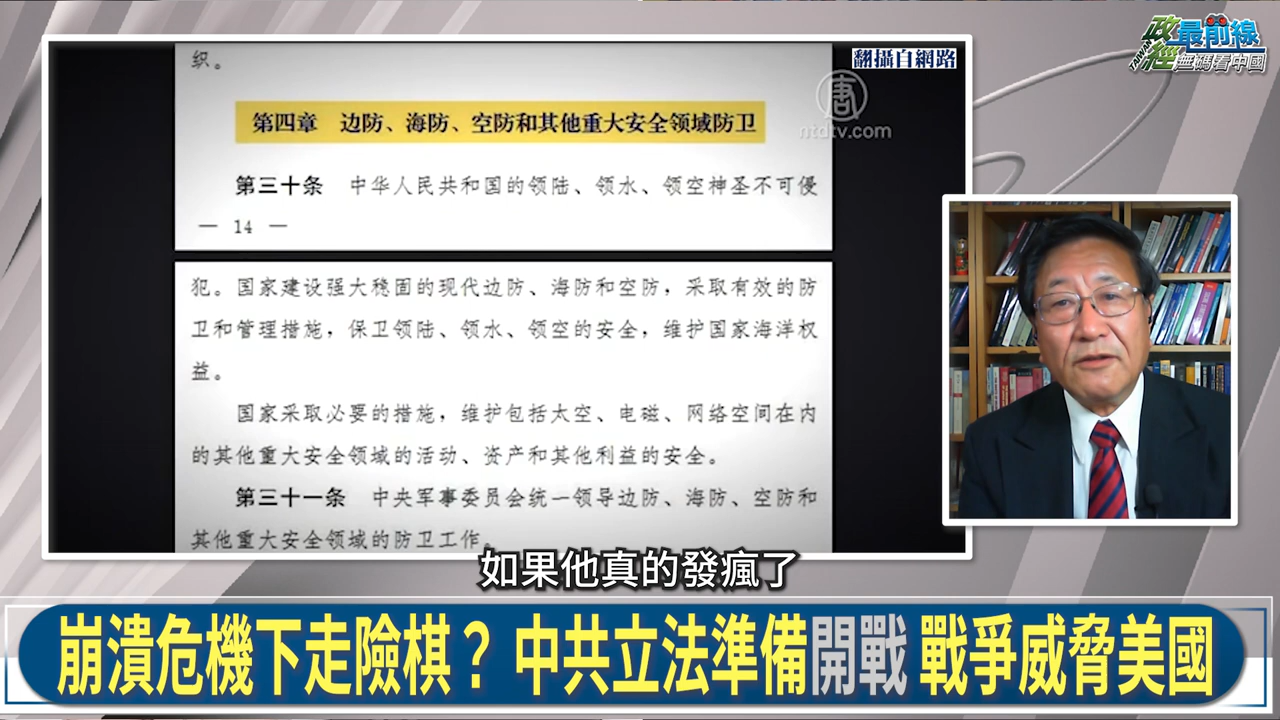 织。
第四章 边防、海防、空防和其他重大安全领域防卫
第三十条 中华人民共和国的领陆、领水、领空神圣不可侵
— 14 —
犯。国家建设强大稳固的现代边防、海防和空防，采取有效的防
卫和管理措施，保卫领陆、领水、领空的安全，维护国家海洋权
益。
国家采取必要的措施，维护包括太空、电磁、网络空间在内
的其他重大安全领域的活动、资产和其他利益的安全。
第三十一条 中央军事委员会统一领导边防、海防、空防和
其他重大安全领域的防卫工作。
翻攝自網路
唐
ntdtv.com
政經最前線
TAIWAN
無碼看中國
如果他真的發瘋了
崩潰危機下走險棋？ 中共立法準備開戰 戰爭威脅美國